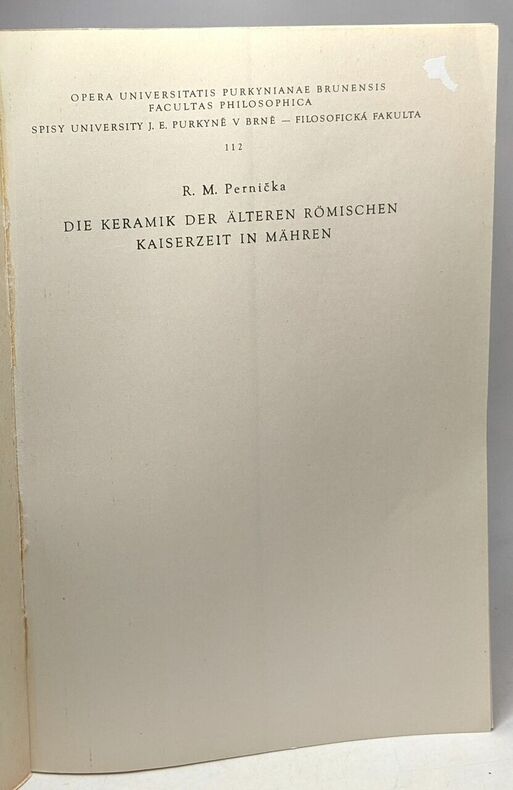 OPERA UNIVERSITATIS PURKYNIANAE BRUNENSIS
FACULTAS PHILOSOPHICA
SPISY UNIVERSITY J. E. PURKYNĚ V BRNĚ — FILOSOFICKÁ FAKULTA
112
R. M. Pernička
DIE KERAMIK DER ÄLTEREN RÖMISCHEN
KAISERZEIT IN MÄHREN